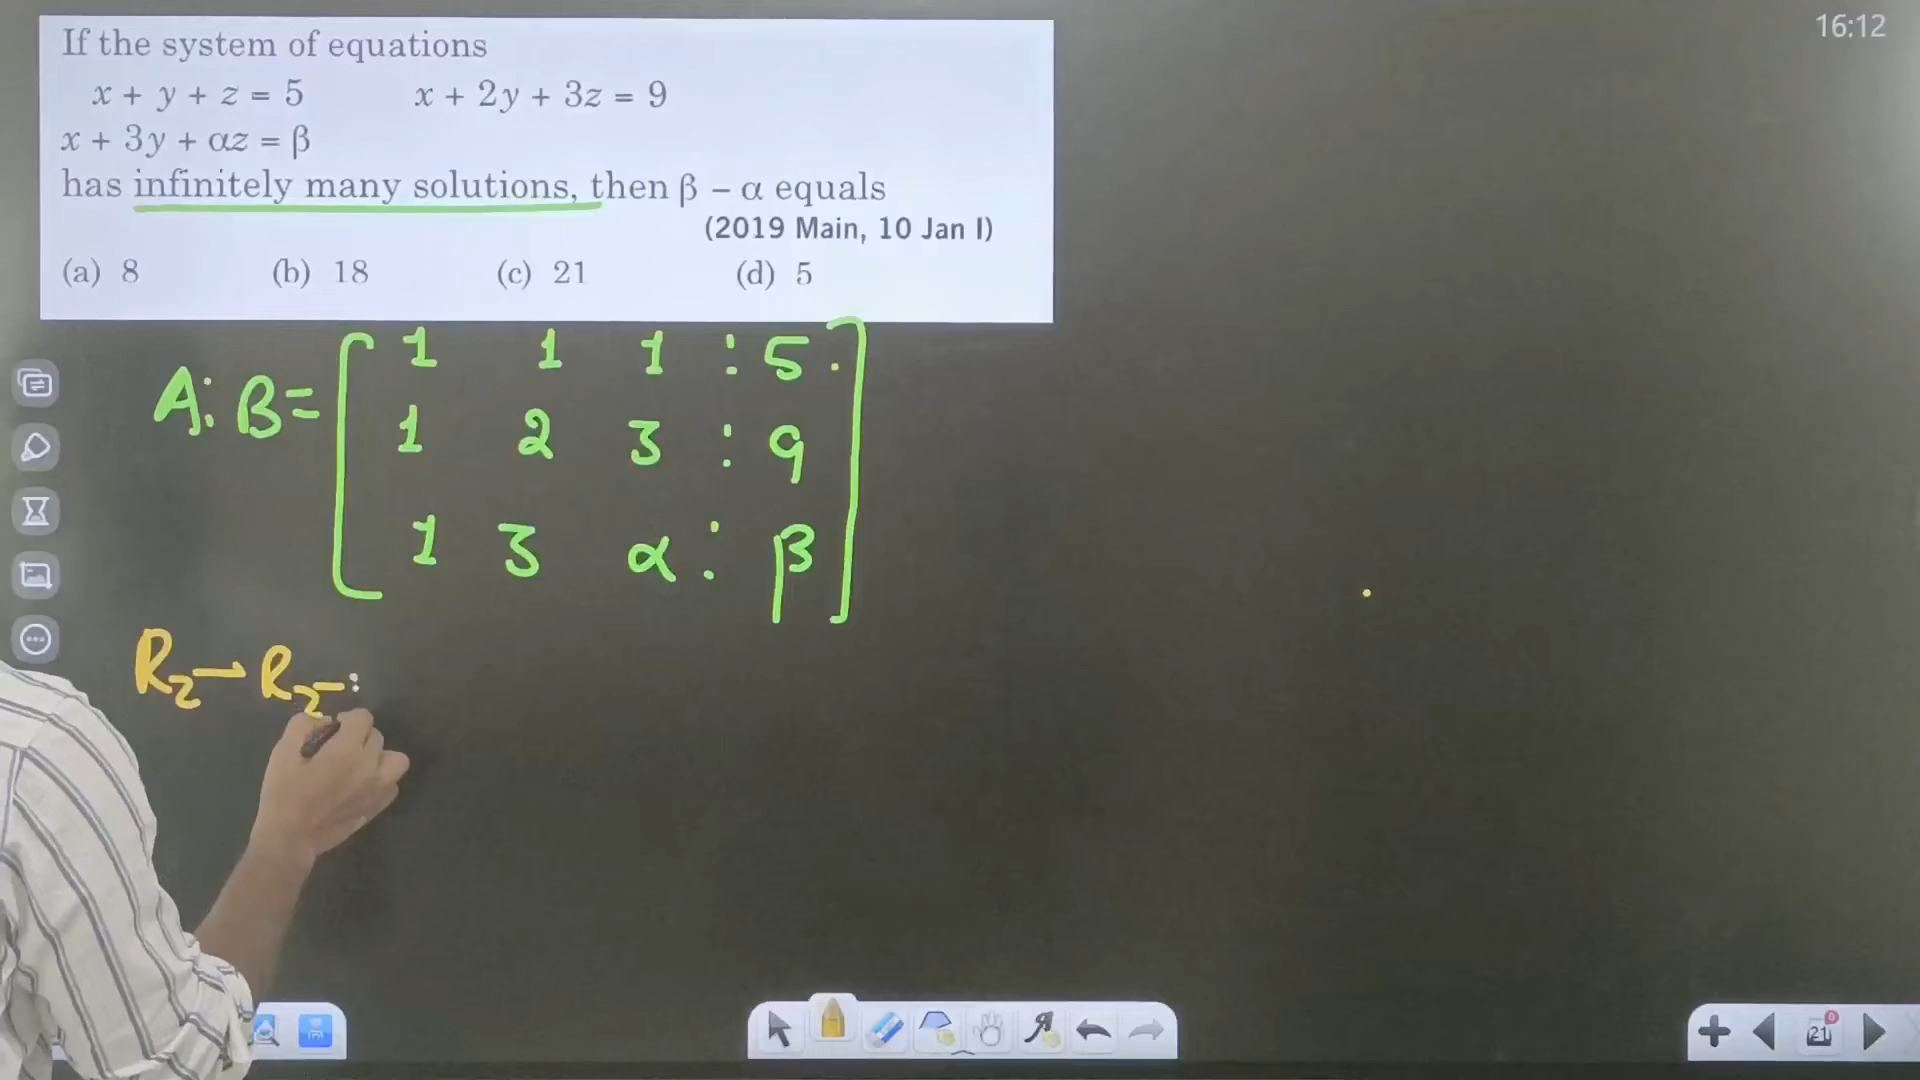 16:12
If the system of equations
x + y + z = 5 x + 2y + 3z = 9
x + 3y + αz = β
has infinitely many solutions, then β – α equals
(2019 Main, 10 Jan I)
(a) 8 (b) 18 (c) 21 (d) 5
1 1 1 : 5
A:B=
1 2 3 : 9
1 3 α : β
R₂→R₂-
21